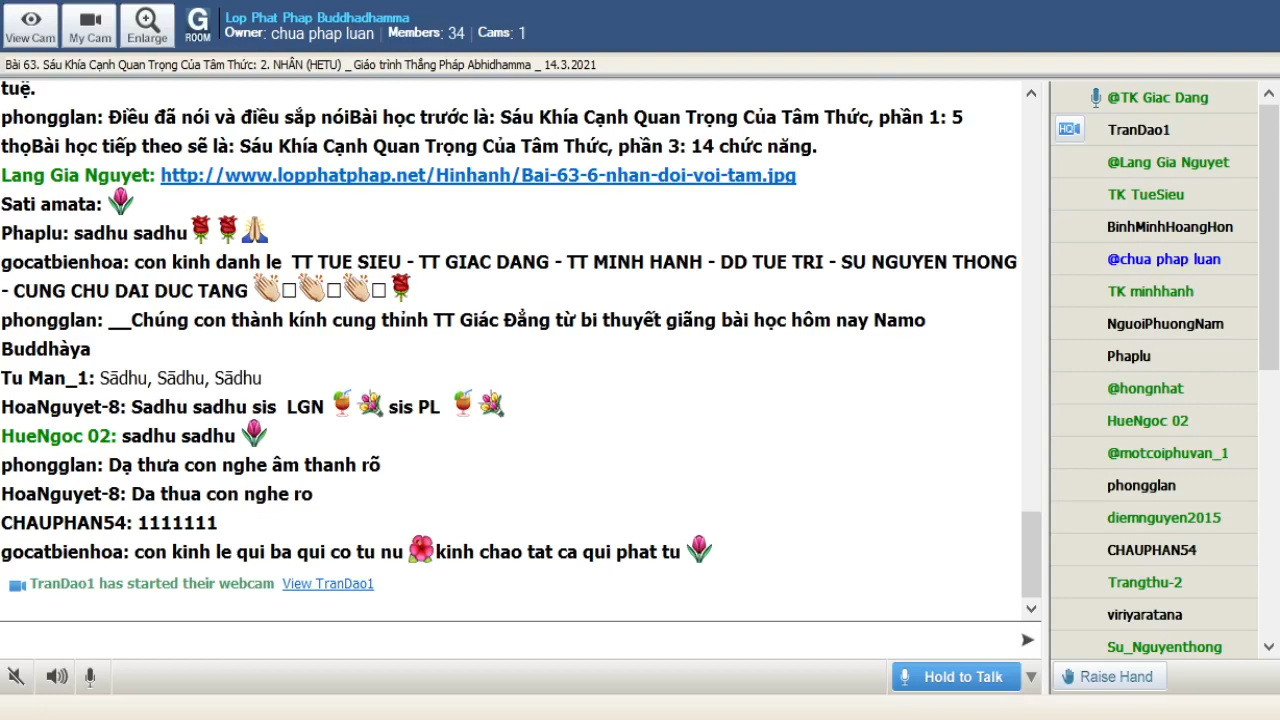 View Cam
My Cam
Enlarge
G
ROOM
Lop Phat Phap Buddhadhamma
Owner: chua phap luan | Members: 34 | Cams: 1
Bài 63. Sáu Khía Cạnh Quan Trọng Của Tâm Thức: 2. NHÂN (HETU) _ Giáo trình Thắng Pháp Abhidhamma _ 14.3.2021
tuệ.
phongglan: Điều đã nói và điều sắp nóiBài học trước là: Sáu Khía Cạnh Quan Trọng Của Tâm Thức, phần 1: 5
thọBài học tiếp theo sẽ là: Sáu Khía Cạnh Quan Trọng Của Tâm Thức, phần 3: 14 chức năng.
Lang Gia Nguyet: http://www.lopphatphap.net/Hinhanh/Bai-63-6-nhan-doi-voi-tam.jpg
Sati amata: 🌷
Phaplu: sadhu sadhu🌹🌹🙏
gocatbienhoa: con kinh danh le TT TUE SIEU - TT GIAC DANG - TT MINH HANH - DD TUE TRI - SU NGUYEN THONG
- CUNG CHU DAI DUC TANG 👏□👏□👏□🌹
phongglan: __Chúng con thành kính cung thỉnh TT Giác Đẳng từ bi thuyết giãng bài học hôm nay Namo
Buddhàya
Tu Man_1: Sādhu, Sādhu, Sādhu
HoaNguyet-8: Sadhu sadhu sis LGN 🍹💐 sis PL 🍹💐
HueNgoc 02: sadhu sadhu 🌷
phongglan: Dạ thưa con nghe âm thanh rõ
HoaNguyet-8: Da thua con nghe ro
CHAUPHAN54: 1111111
gocatbienhoa: con kinh le qui ba qui co tu nu 🌺kinh chao tat ca qui phat tu 🌷
TranDao1 has started their webcam View TranDao1
@TK Giac Dang
HQ
TranDao1
@Lang Gia Nguyet
TK TueSieu
BinhMinhHoangHon
@chua phap luan
TK minhhanh
NguoiPhuongNam
Phaplu
@hongnhat
HueNgoc 02
@motcoiphuvan_1
phongglan
diemnguyen2015
CHAUPHAN54
Trangthu-2
viriyaratana
Su_Nguyenthong
Hold to Talk
Raise Hand